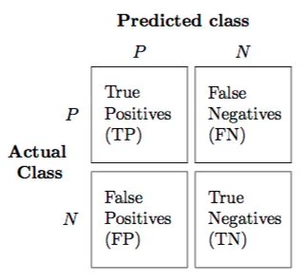 Predicted class
P N
Actual Class
P
True Positives (TP)
False Negatives (FN)
N
False Positives (FP)
True Negatives (TN)